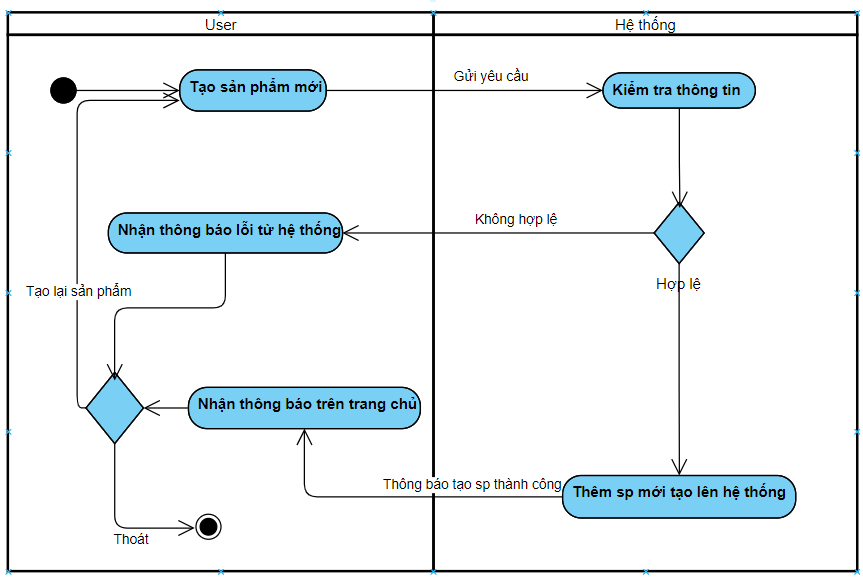 User
Hệ thống
Tạo sản phẩm mới
Gửi yêu cầu
Kiểm tra thông tin
Nhận thông báo lỗi từ hệ thống
Không hợp lệ
Hợp lệ
Tạo lại sản phẩm
Nhận thông báo trên trang chủ
Thông báo tạo sp thành công
Thêm sp mới tạo lên hệ thống
Thoát